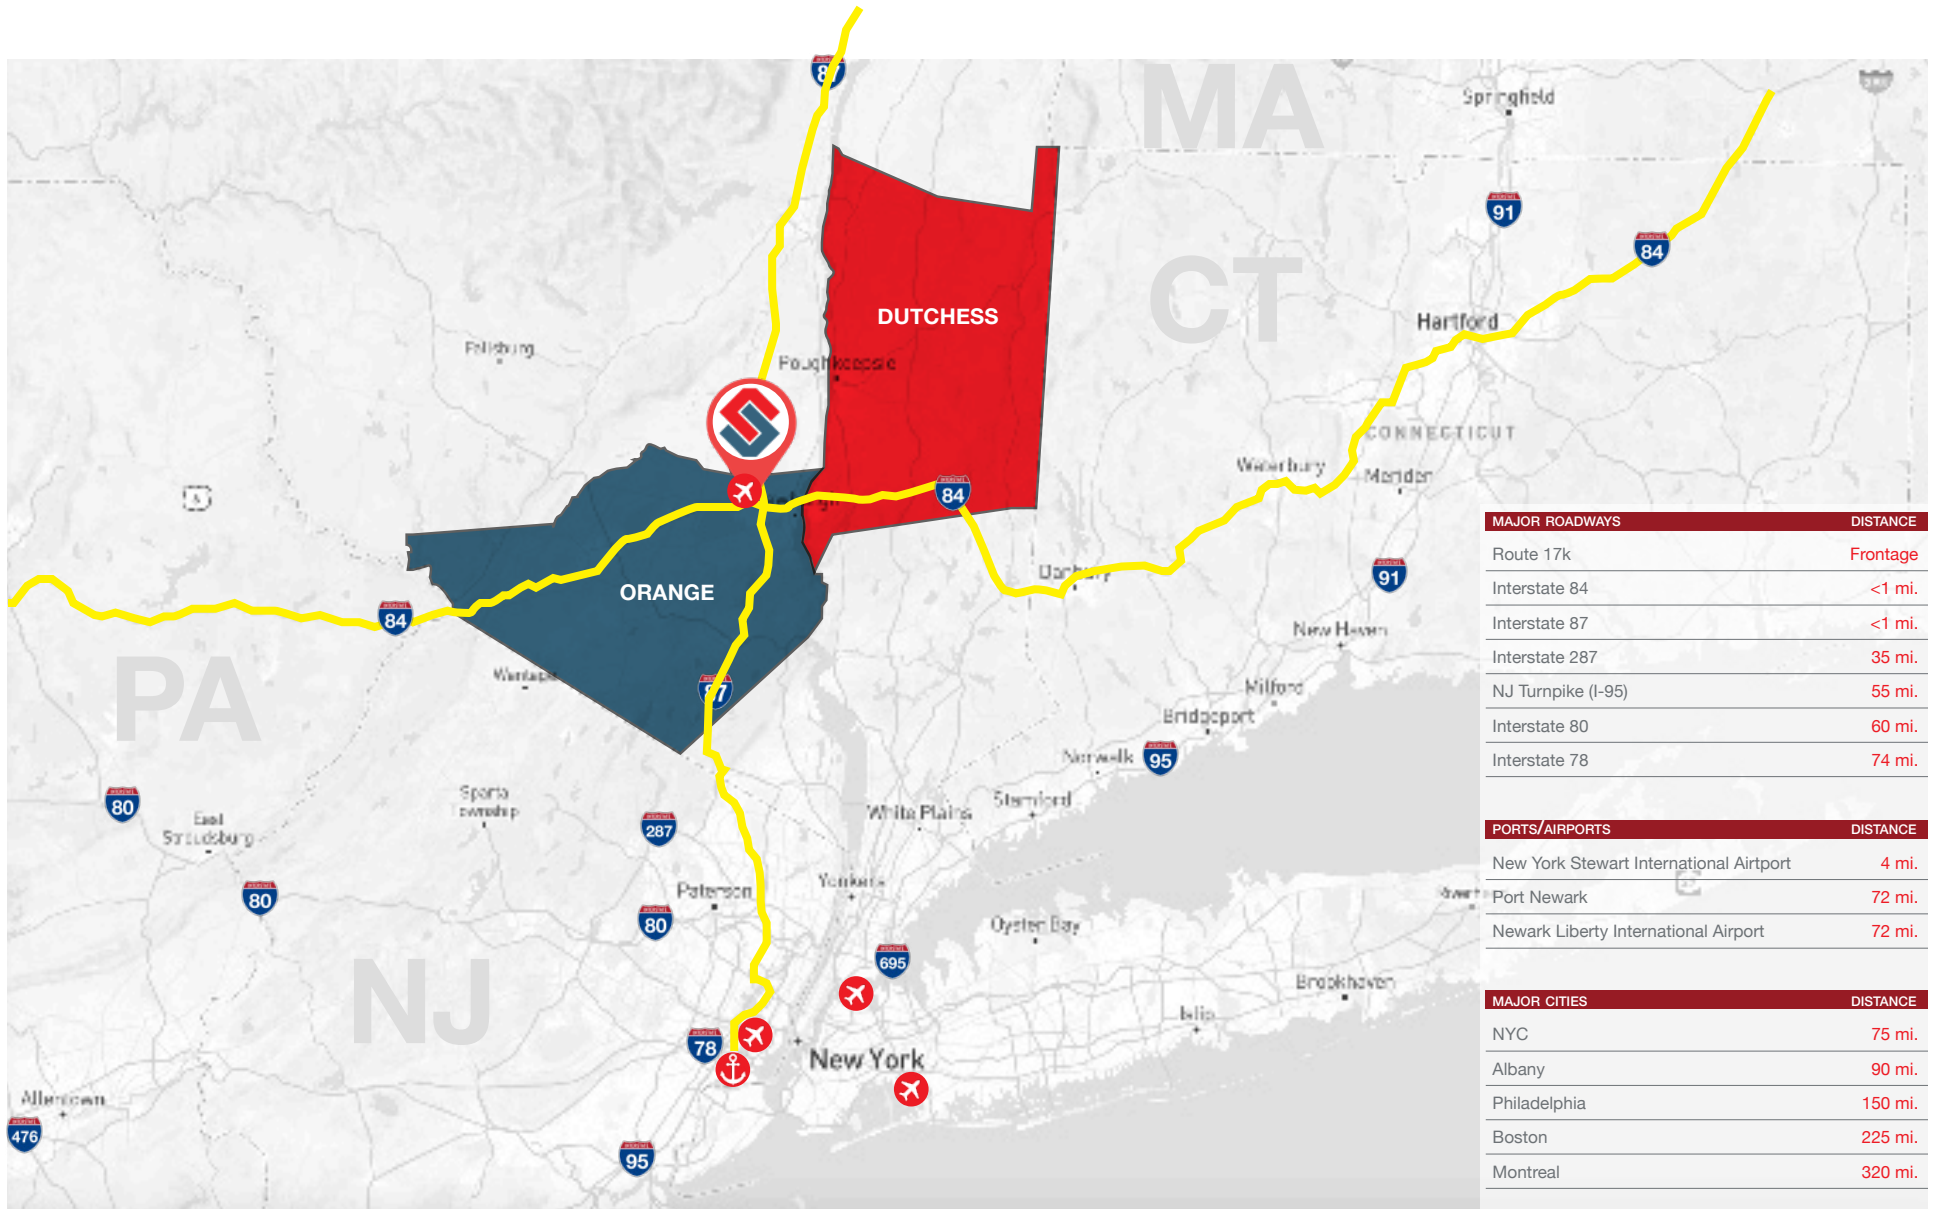 87
MA
Springfield
91
84
CT
DUTCHESS
Hartford
Fallsburg
Poughkeepsie
CONNECTICUT
Waterbury
Meriden
84
ORANGE
Danbury
91
84
New Haven
PA
Wantage
87
Milford
Bridgeport
Norwalk
95
80
Sparta
Township
287
White Plains
Stamford
East
Stroudsburg
80
Paterson
Yonkers
80
Oyster Bay
695
NJ
Brookhaven
Islip
78
New York
Allentown
476
95
MAJOR ROADWAYS DISTANCE
Route 17k Frontage
Interstate 84 <1 mi.
Interstate 87 <1 mi.
Interstate 287 35 mi.
NJ Turnpike (I-95) 55 mi.
Interstate 80 60 mi.
Interstate 78 74 mi.
PORTS/AIRPORTS DISTANCE
New York Stewart International Airtport 4 mi.
Port Newark 72 mi.
Newark Liberty International Airport 72 mi.
MAJOR CITIES DISTANCE
NYC 75 mi.
Albany 90 mi.
Philadelphia 150 mi.
Boston 225 mi.
Montreal 320 mi.